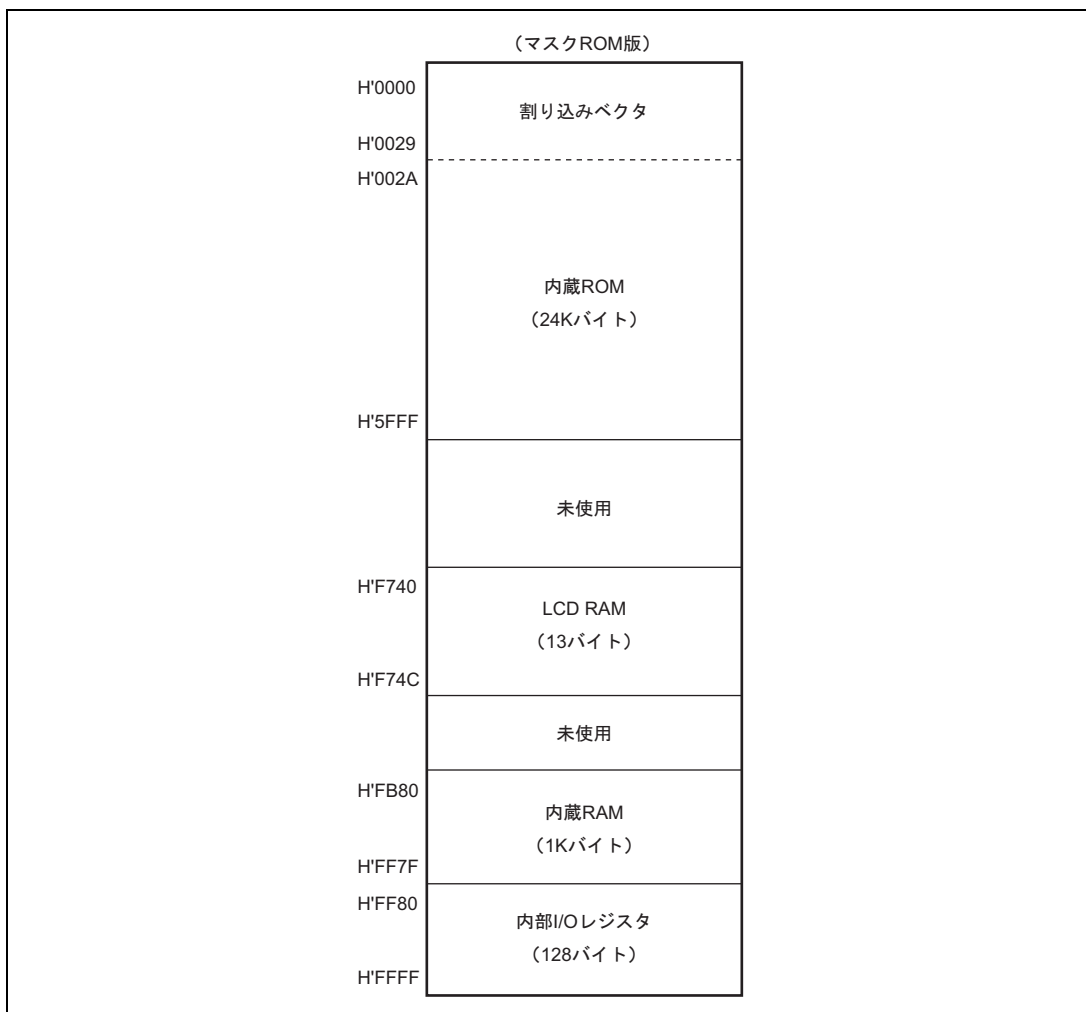 （マスクROM版）
H'0000
割り込みベクタ
H'0029
H'002A
内蔵ROM
（24Kバイト）
H'5FFF
未使用
H'F740
LCD RAM
（13バイト）
H'F74C
未使用
H'FB80
内蔵RAM
（1Kバイト）
H'FF7F
H'FF80
内部I/Oレジスタ
（128バイト）
H'FFFF